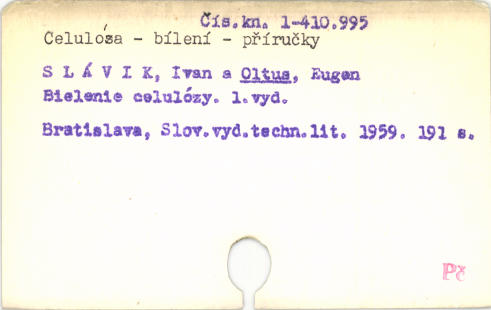 Čís.kn. 1-410.995
Celulósa - bílení - příručky
S L Á V I K, Ivan a Oltus, Eugen
Bielenie celulózy. 1.vyd.
Bratislava, Slov.vyd.techn.lit. 1959. 191 s.
Pč